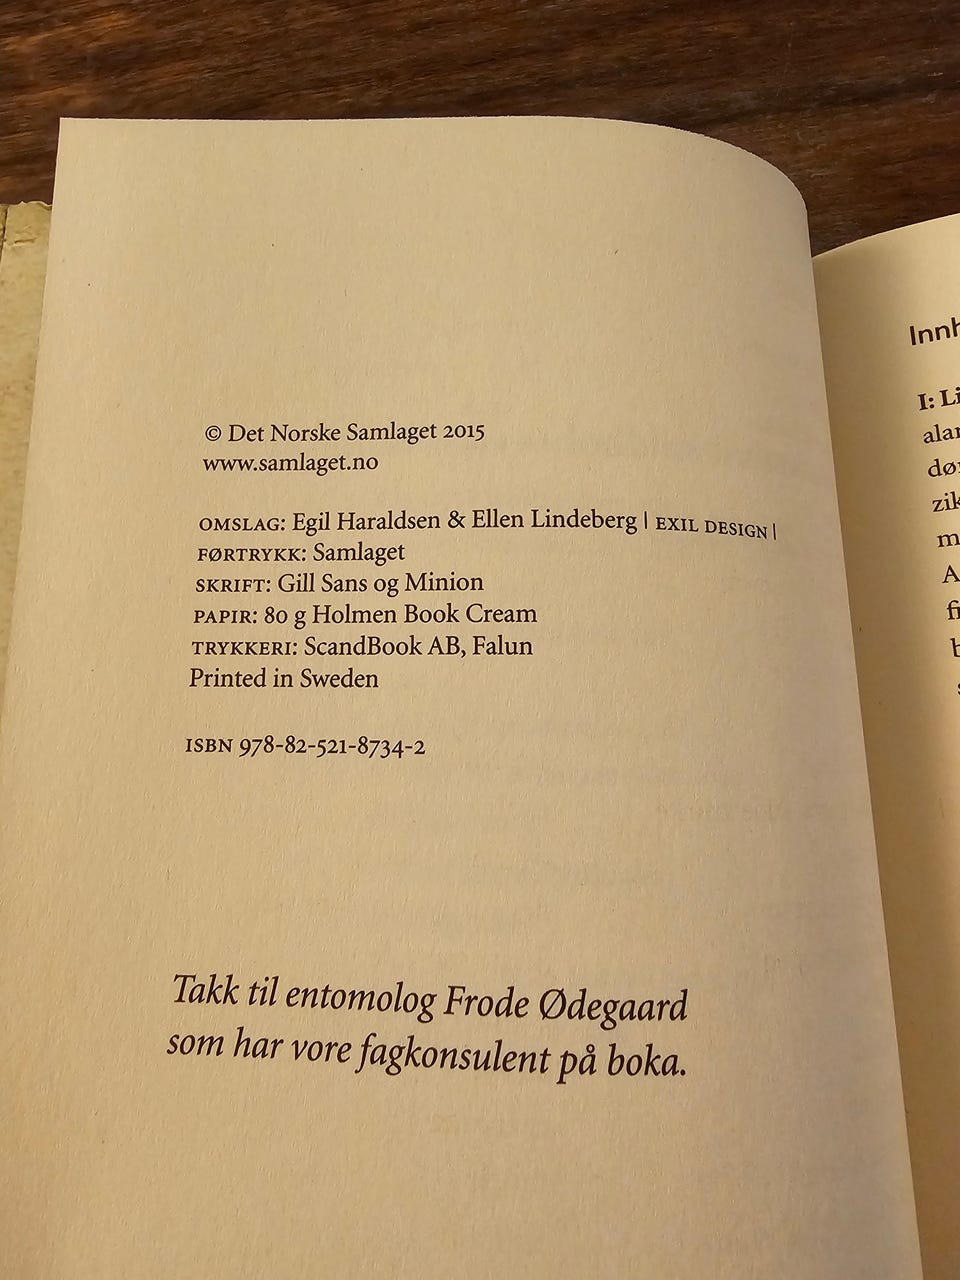 © Det Norske Samlaget 2015
www.samlaget.no
OMSLAG: Egil Haraldsen & Ellen Lindeberg | EXIL DESIGN |
FØRTRYKK: Samlaget
SKRIFT: Gill Sans og Minion
PAPIR: 80 g Holmen Book Cream
TRYKKERI: ScandBook AB, Falun
Printed in Sweden
ISBN 978-82-521-8734-2
Takk til entomolog Frode Ødegaard
som har vore fagkonsulent på boka.